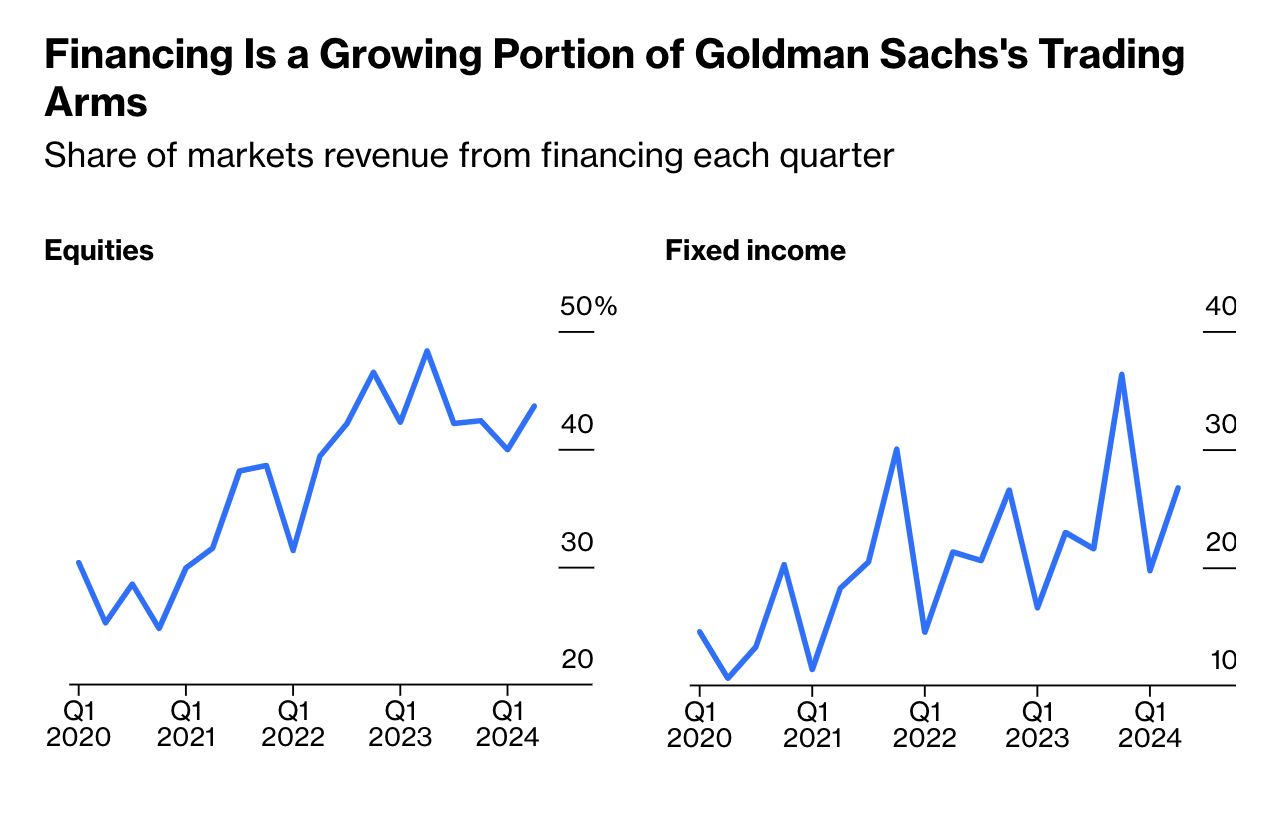 Financing Is a Growing Portion of Goldman Sachs's Trading
Arms
Share of markets revenue from financing each quarter
Equities
50%
40
30
20
Q1 Q1 Q1 Q1 Q1
2020 2021 2022 2023 2024
Fixed income
40
30
20
10
Q1 Q1 Q1 Q1 Q1
2020 2021 2022 2023 2024